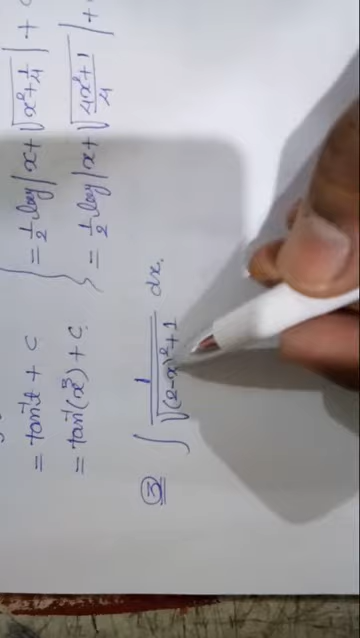 = tan⁻¹t + C
= tan⁻¹(x³) + C
= 1/2 log | x + √(x² + 1/4) | + C
= 1/2 log | x + √((4x²+1)/4) | +
③ ∫ 1/√((2-x)²+1) dx.